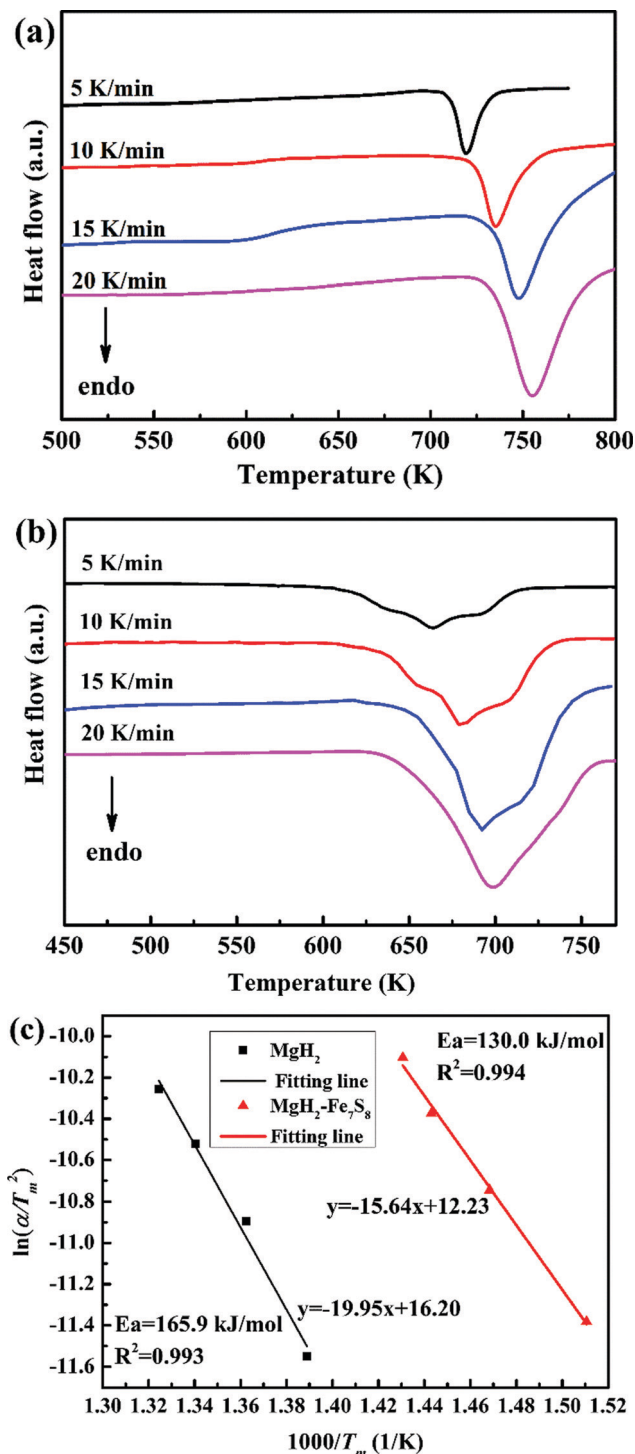 (a)
5 K/min
10 K/min
15 K/min
20 K/min
endo
Heat flow (a.u.)
500 550 600 650 700 750 800
Temperature (K)
(b)
5 K/min
10 K/min
15 K/min
20 K/min
endo
Heat flow (a.u.)
450 500 550 600 650 700 750
Temperature (K)
(c)
-10.0
-10.2
-10.4
-10.6
-10.8
-11.0
-11.2
-11.4
-11.6
ln(α/Tₘ²)
MgH₂
Fitting line
MgH₂-Fe₇S₈
Fitting line
Ea=130.0 kJ/mol
R²=0.994
y=-15.64x+12.23
y=-19.95x+16.20
Ea=165.9 kJ/mol
R²=0.993
1.30 1.32 1.34 1.36 1.38 1.40 1.42 1.44 1.46 1.48 1.50 1.52
1000/Tₘ (1/K)